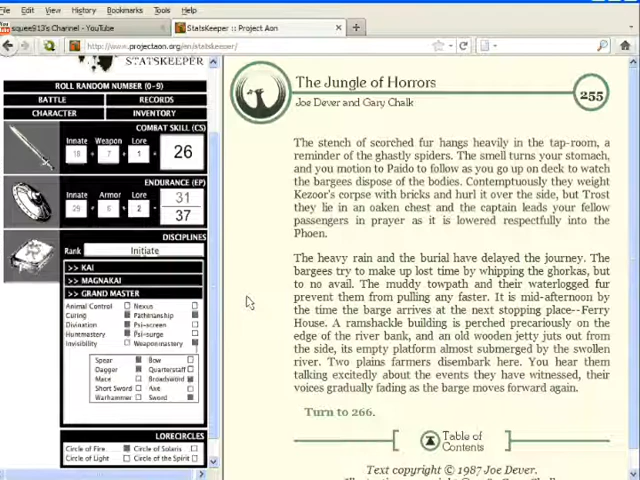 File Edit View History Bookmarks Tools Help
squee913's Channel - YouTube
StatsKeeper :: Project Aon
http://www.projectaon.org/en/statskeeper/
STATSKEEPER
ROLL RANDOM NUMBER (0-9)
BATTLE RECORDS
CHARACTER INVENTORY
COMBAT SKILL (CS)
Innate Weapon Lore
18 + 7 + 1 26
ENDURANCE (EP)
Innate Armor Lore 31
29 + 6 + 2 37
DISCIPLINES
Rank Initiate
>> KAI
>> MAGNAKAI
>> GRAND MASTER
Animal Control Nexus
Curing Pathsmanship
Divination Psi-screen
Huntmastery Psi-surge
Invisibility Weaponmastery
Spear Bow
Dagger Quarterstaff
Mace Broadsword
Short Sword Axe
Warhammer Sword
LORECIRCLES
Circle of Fire Circle of Solaris
Circle of Light Circle of the Spirit
The Jungle of Horrors
Joe Dever and Gary Chalk
255
The stench of scorched fur hangs heavily in the tap-room, a
reminder of the ghastly spiders. The smell turns your stomach,
and you motion to Paido to follow as you go up on deck to watch
the bargees dispose of the bodies. Contemptuously they weight
Kezoor's corpse with bricks and hurl it over the side, but Trost
they lie in an oaken chest and the captain leads your fellow
passengers in prayer as it is lowered respectfully into the
Phoen.
The heavy rain and the burial have delayed the journey. The
bargees try to make up lost time by whipping the ghorkas, but
to no avail. The muddy towpath and their waterlogged fur
prevent them from pulling any faster. It is mid-afternoon by
the time the barge arrives at the next stopping place--Ferry
House. A ramshackle building is perched precariously on the
edge of the river bank, and an old wooden jetty juts out from
the side, its empty platform almost submerged by the swollen
river. Two plains farmers disembark here. You hear them
talking excitedly about the events they have witnessed, their
voices gradually fading as the barge moves forward again.
Turn to 266.
Table of
Contents
Text copyright © 1987 Joe Dever.